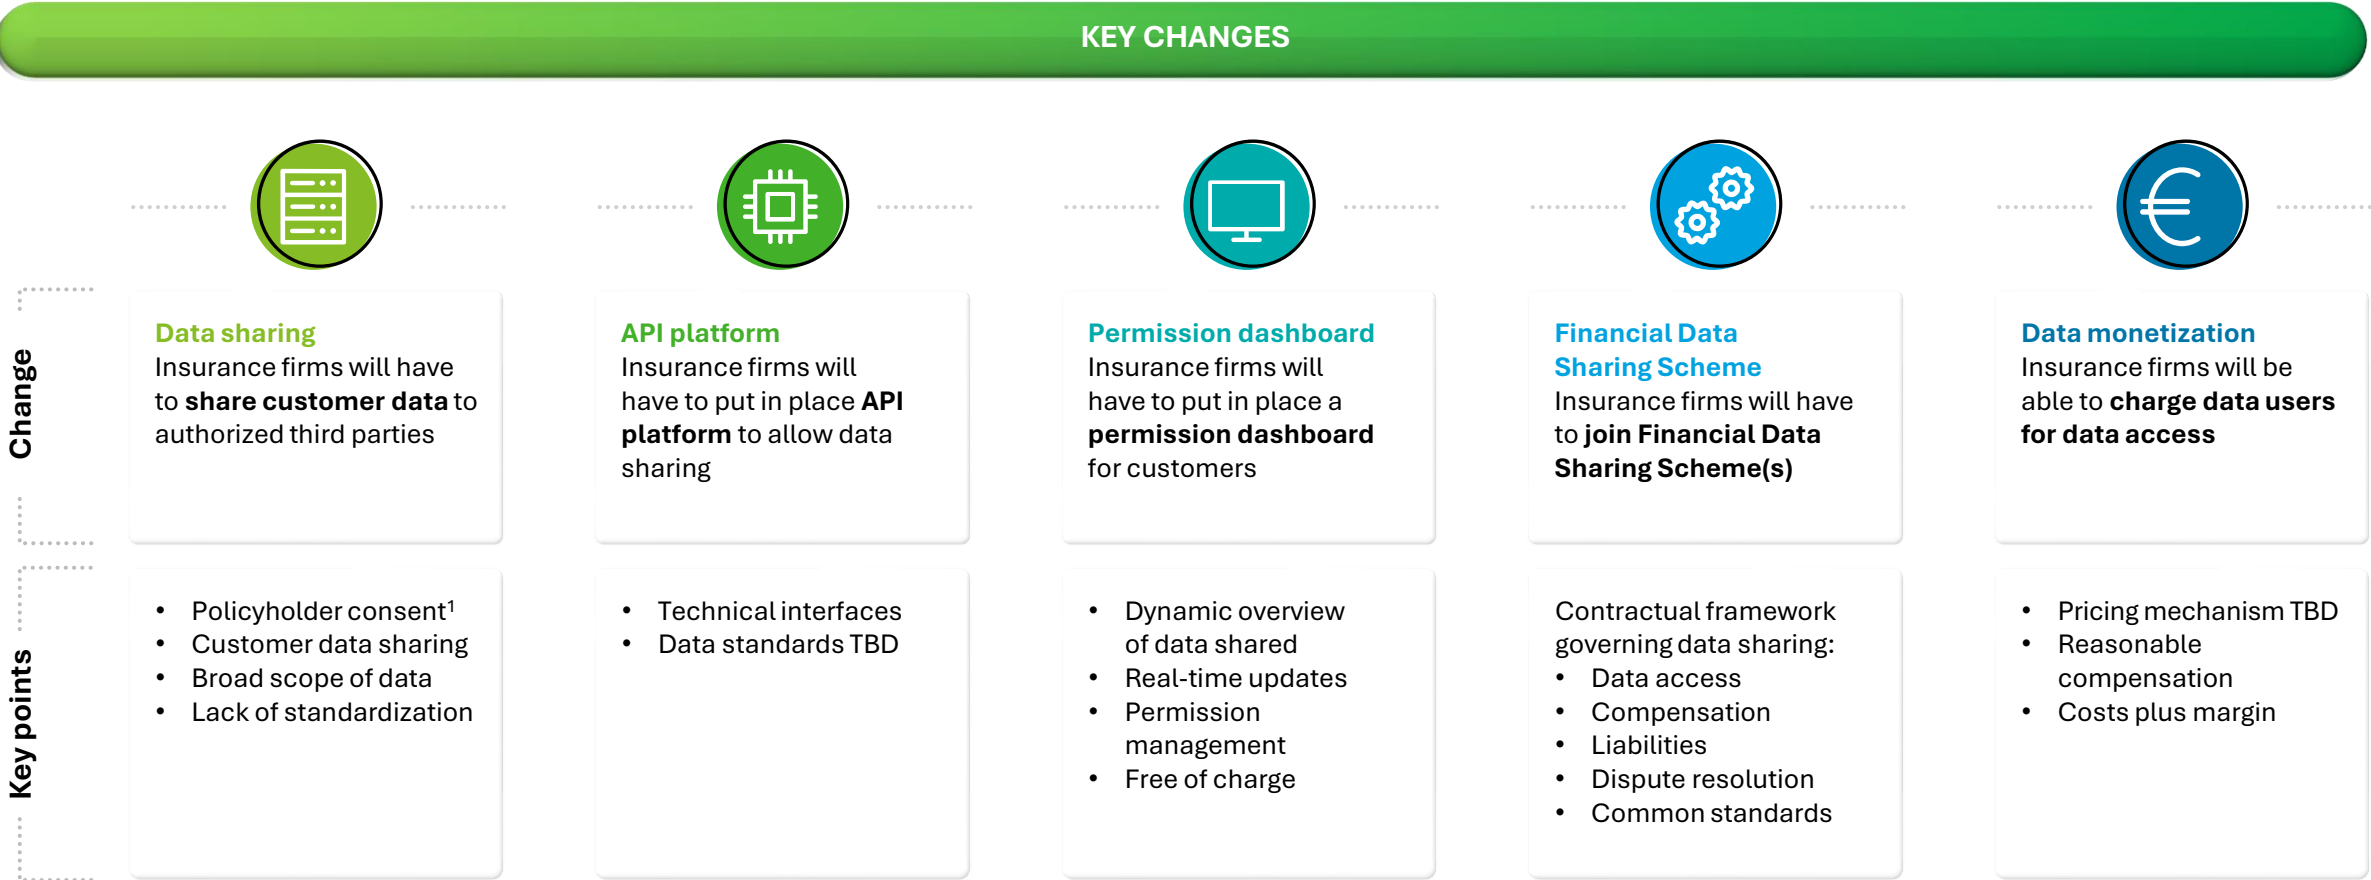 KEY CHANGES
Change
Data sharing
Insurance firms will have
to share customer data to
authorized third parties
API platform
Insurance firms will
have to put in place API
platform to allow data
sharing
Permission dashboard
Insurance firms will
have to put in place a
permission dashboard
for customers
Financial Data
Sharing Scheme
Insurance firms will have
to join Financial Data
Sharing Scheme(s)
Data monetization
Insurance firms will be
able to charge data users
for data access
Key points
• Policyholder consent¹
• Customer data sharing
• Broad scope of data
• Lack of standardization
• Technical interfaces
• Data standards TBD
• Dynamic overview
of data shared
• Real-time updates
• Permission
management
• Free of charge
Contractual framework
governing data sharing:
• Data access
• Compensation
• Liabilities
• Dispute resolution
• Common standards
• Pricing mechanism TBD
• Reasonable
compensation
• Costs plus margin